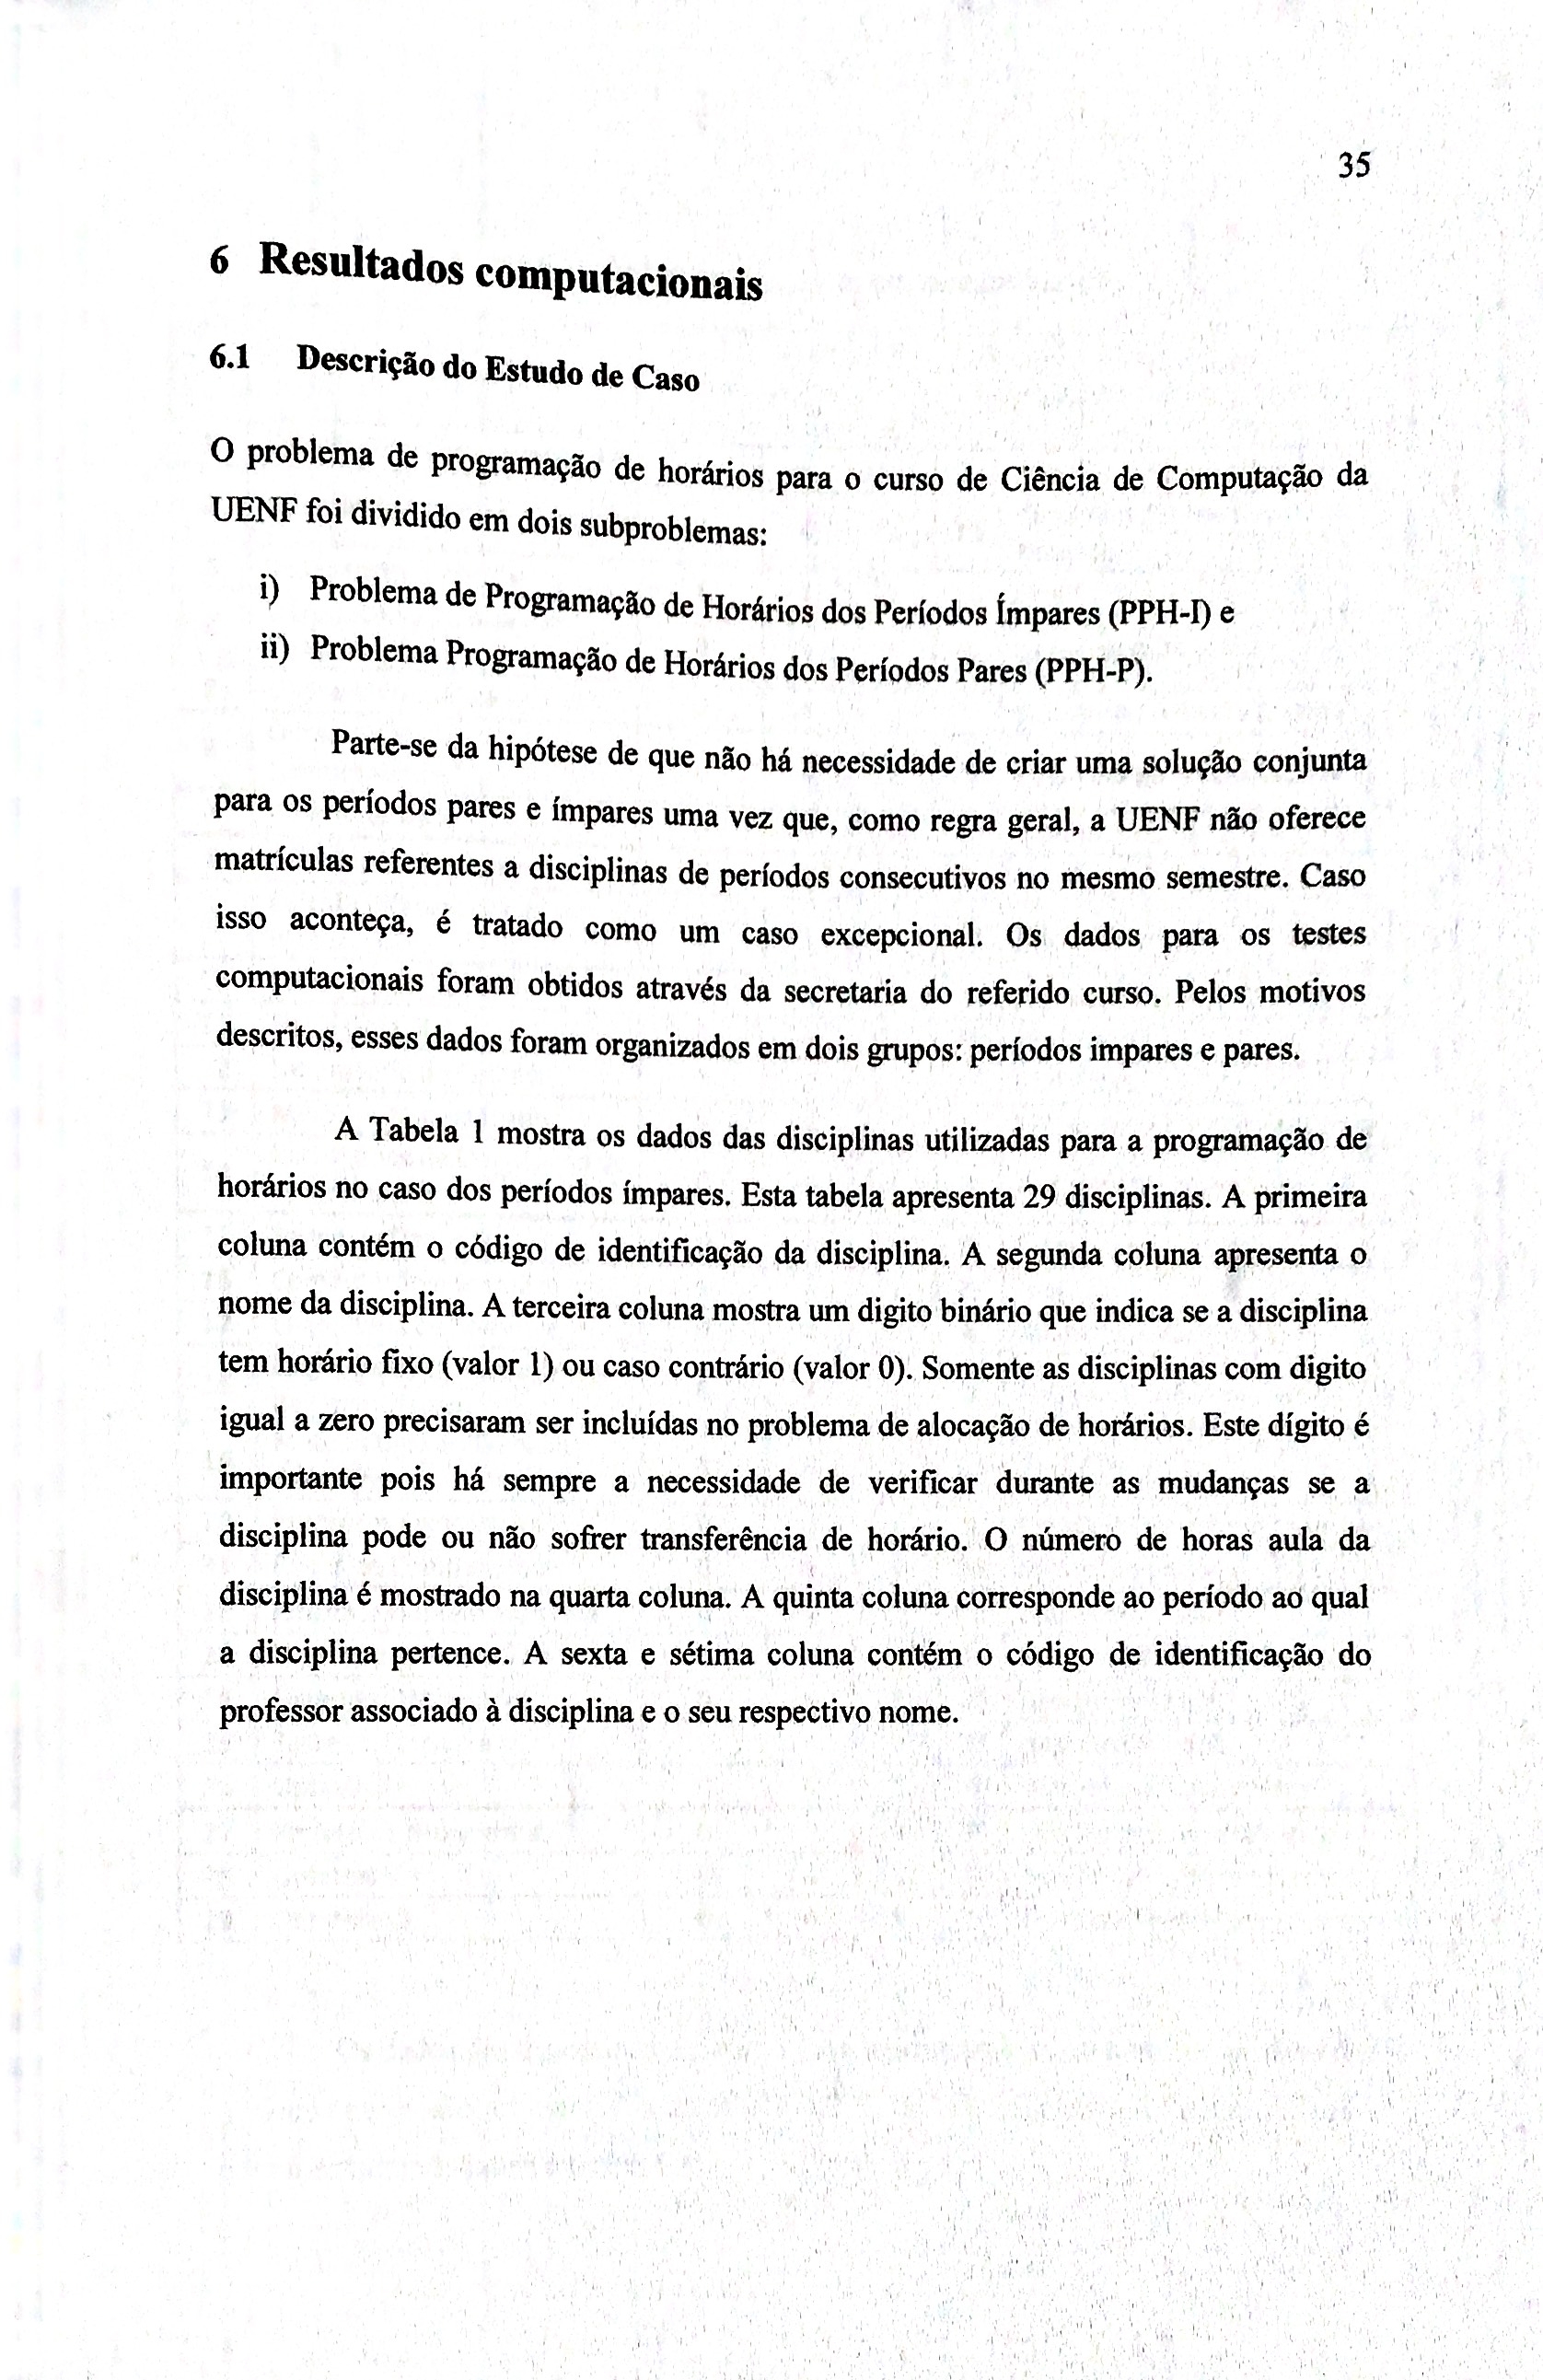 35
6 Resultados computacionais
6.1 Descrição do Estudo de Caso
O problema de programação de horários para o curso de Ciência de Computação da
UENF foi dividido em dois subproblemas:
i) Problema de Programação de Horários dos Períodos Ímpares (PPH-I) e
ii) Problema Programação de Horários dos Períodos Pares (PPH-P).
Parte-se da hipótese de que não há necessidade de criar uma solução conjunta
para os períodos pares e ímpares uma vez que, como regra geral, a UENF não oferece
matrículas referentes a disciplinas de períodos consecutivos no mesmo semestre. Caso
isso aconteça, é tratado como um caso excepcional. Os dados para os testes
computacionais foram obtidos através da secretaria do referido curso. Pelos motivos
descritos, esses dados foram organizados em dois grupos: períodos impares e pares.
A Tabela 1 mostra os dados das disciplinas utilizadas para a programação de
horários no caso dos períodos ímpares. Esta tabela apresenta 29 disciplinas. A primeira
coluna contém o código de identificação da disciplina. A segunda coluna apresenta o
nome da disciplina. A terceira coluna mostra um digito binário que indica se a disciplina
tem horário fixo (valor 1) ou caso contrário (valor 0). Somente as disciplinas com digito
igual a zero precisaram ser incluídas no problema de alocação de horários. Este dígito é
importante pois há sempre a necessidade de verificar durante as mudanças se a
disciplina pode ou não sofrer transferência de horário. O número de horas aula da
disciplina é mostrado na quarta coluna. A quinta coluna corresponde ao período ao qual
a disciplina pertence. A sexta e sétima coluna contém o código de identificação do
professor associado à disciplina e o seu respectivo nome.